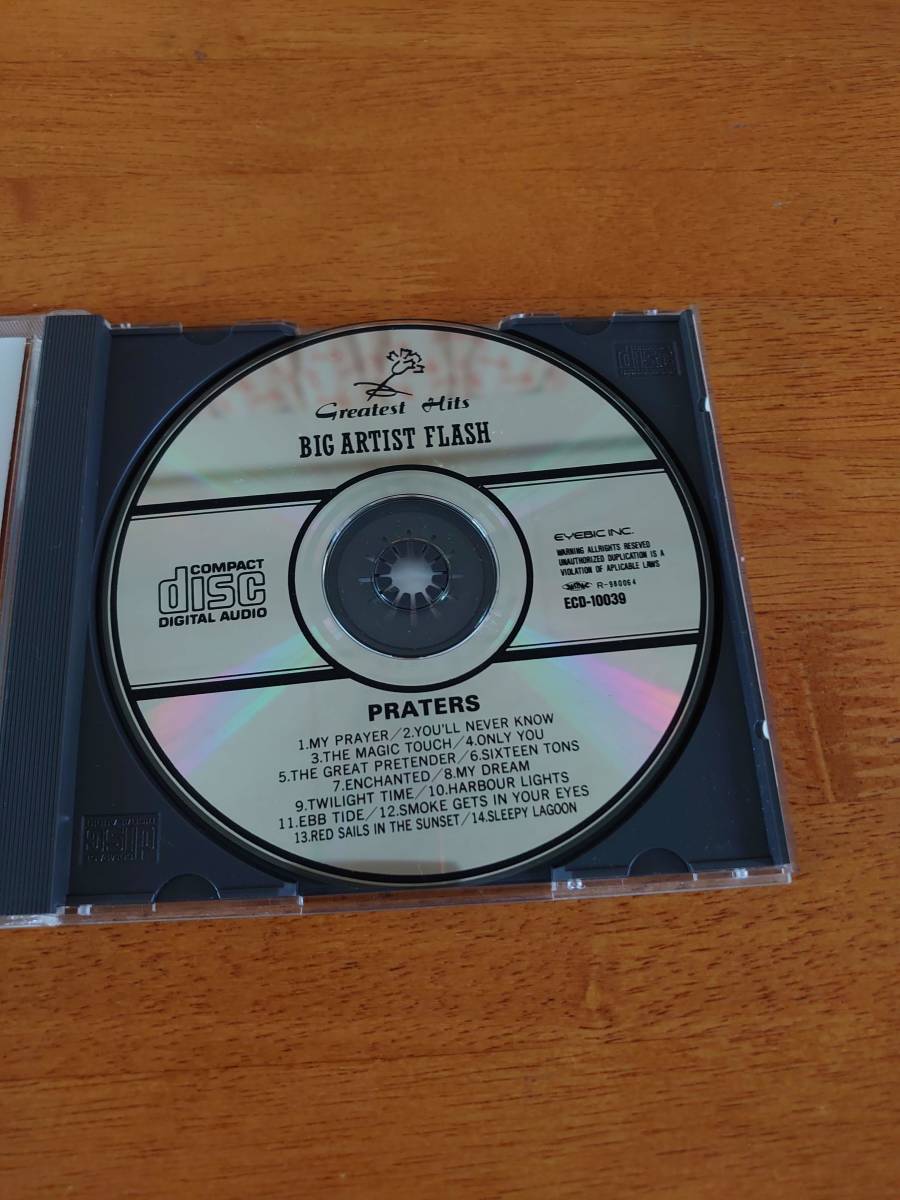 Greatest Hits
BIG ARTIST FLASH
COMPACT
disc
DIGITAL AUDIO
EYEBIC INC.
WARNING ALLRIGHTS RESEVED
UNAUTHORIZED DUPLICATION IS A
VIOLATION OF APLICABLE LAWS
R-980064
ECD-10039
PRATERS
1.MY PRAYER/2.YOU'LL NEVER KNOW
3.THE MAGIC TOUCH/4.ONLY YOU
5.THE GREAT PRETENDER/6.SIXTEEN TONS
7.ENCHANTED/8.MY DREAM
9.TWILIGHT TIME/10.HARBOUR LIGHTS
11.EBB TIDE/12.SMOKE GETS IN YOUR EYES
13.RED SAILS IN THE SUNSET/14.SLEEPY LAGOON
disc
disc